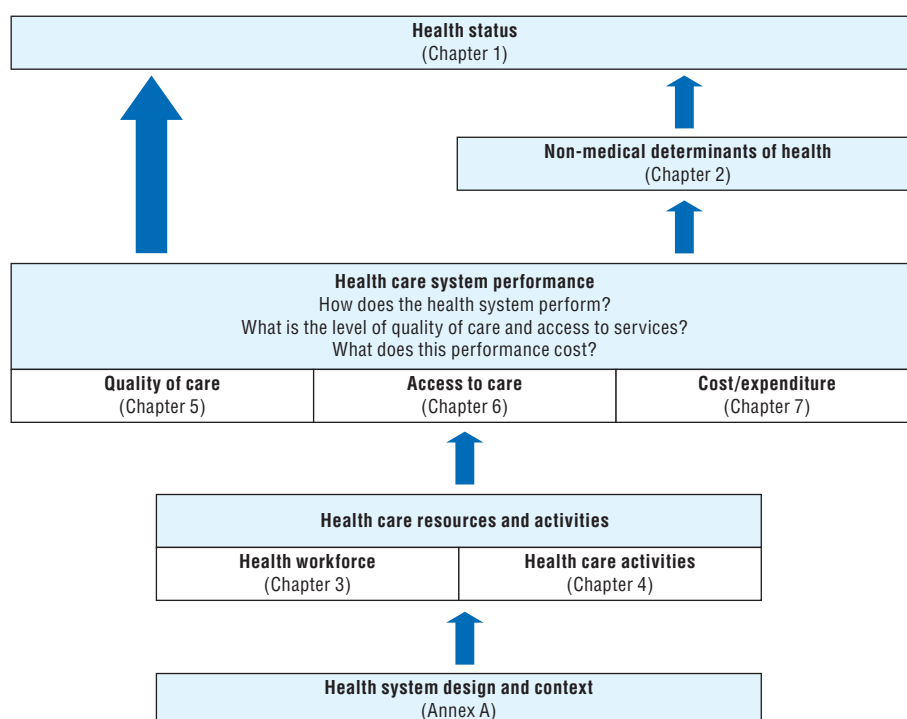 Health status
(Chapter 1)
Non-medical determinants of health
(Chapter 2)
Health care system performance
How does the health system perform?
What is the level of quality of care and access to services?
What does this performance cost?
Quality of care
(Chapter 5)
Access to care
(Chapter 6)
Cost/expenditure
(Chapter 7)
Health care resources and activities
Health workforce
(Chapter 3)
Health care activities
(Chapter 4)
Health system design and context
(Annex A)